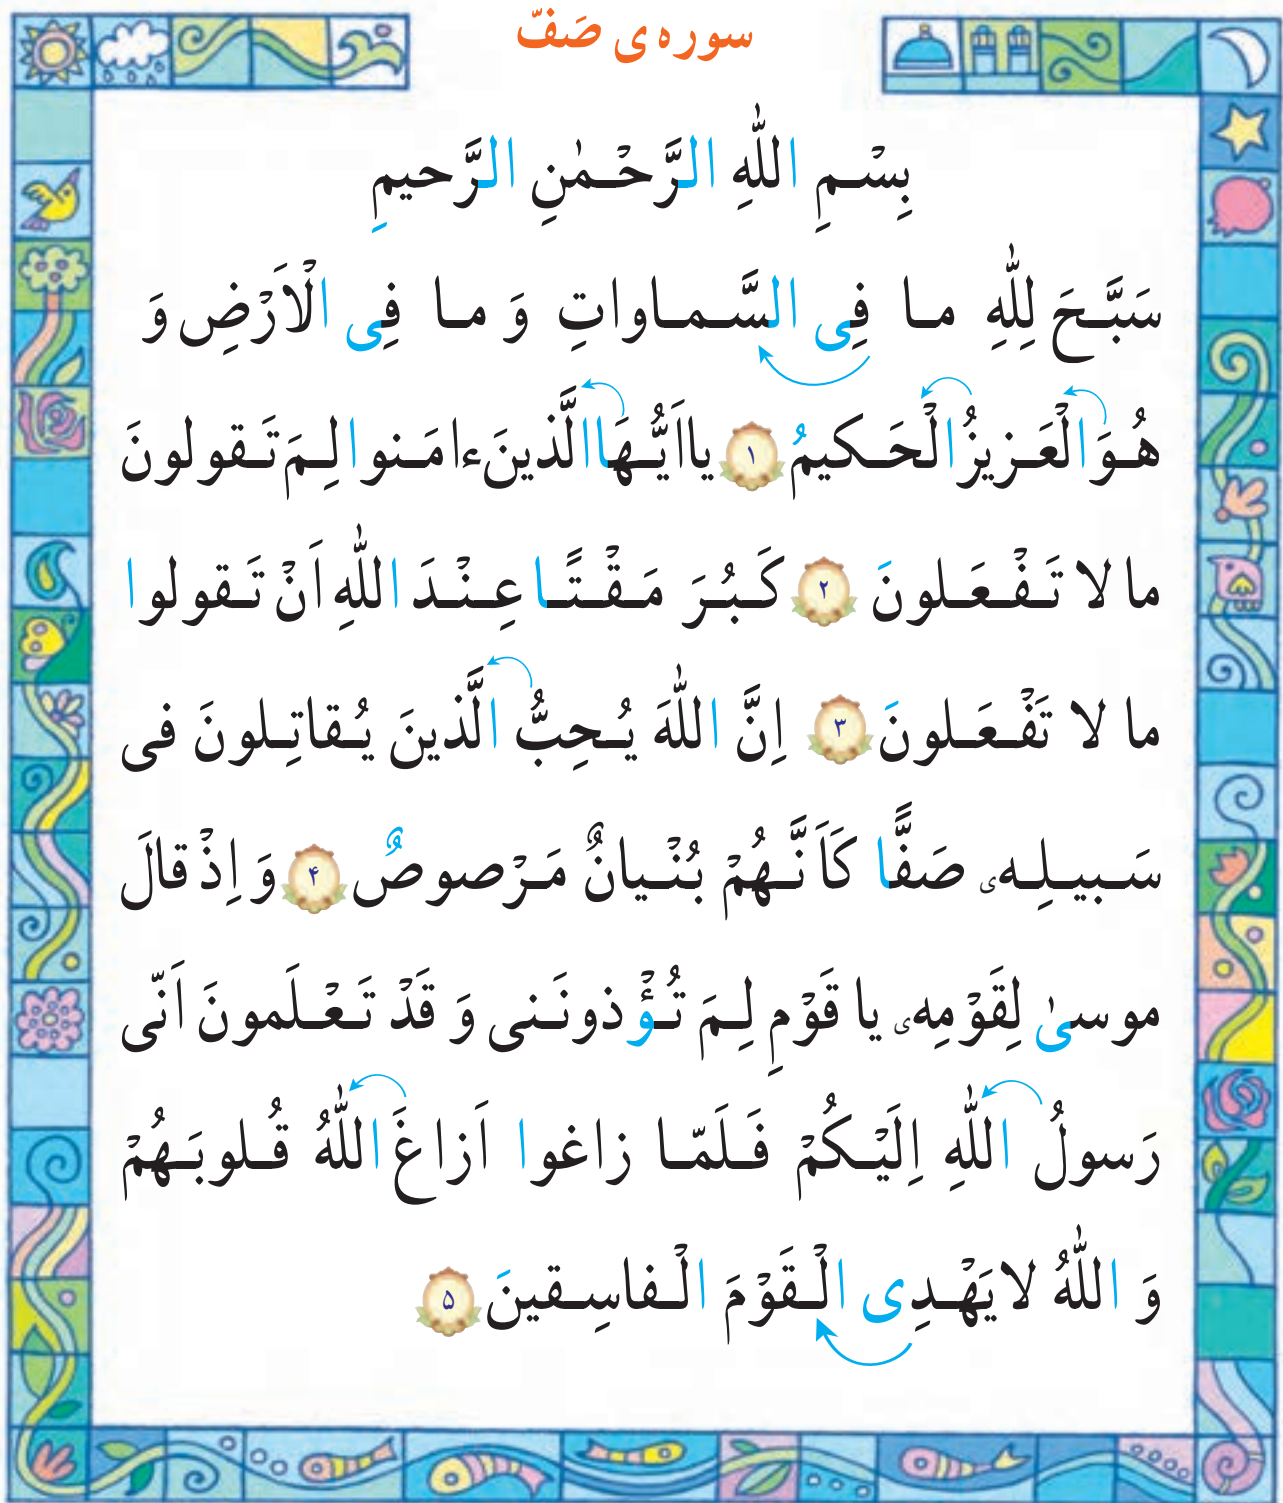 سوره ی صَفّ
بِسْمِ اللّٰهِ الرَّحْمٰنِ الرَّحیمِ
سَبَّحَ لِلّٰهِ ما فِی السَّماواتِ وَ ما فِی الْاَرْضِ وَ
هُوَ الْعَزیزُ الْحَکیمُ ۱ یا اَیُّهَا الَّذینَ ءامَنوا لِمَ تَقولونَ
ما لا تَفْعَلونَ ۲ کَبُرَ مَقْتًا عِنْدَ اللّٰهِ اَنْ تَقولوا
ما لا تَفْعَلونَ ۳ اِنَّ اللّٰهَ یُحِبُّ الَّذینَ یُقاتِلونَ فی
سَبیلِهی صَفًّا کَاَنَّهُمْ بُنْیانٌ مَرْصوصٌ ۴ وَ اِذْ قالَ
موسیٰ لِقَوْمِهی یا قَوْمِ لِمَ تُؤْذونَنی وَ قَدْ تَعْلَمونَ اَنّی
رَسولُ اللّٰهِ اِلَیْکُمْ فَلَمّا زاغوا اَزاغَ اللّٰهُ قُلوبَهُمْ
وَ اللّٰهُ لا یَهْدِی الْقَوْمَ الْفاسِقینَ ۵